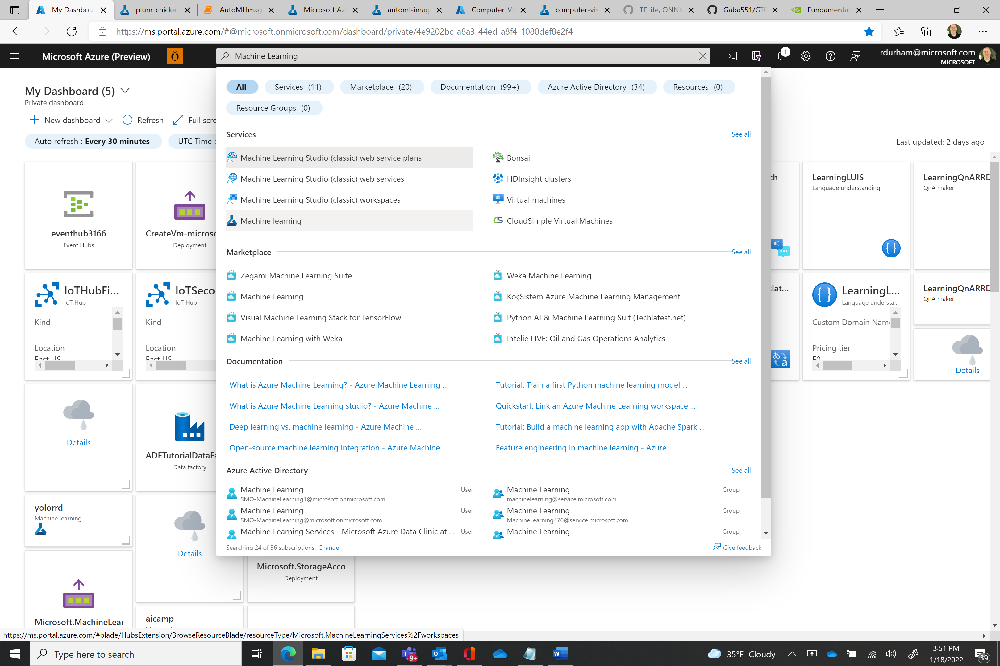 My Dashboar
plum_chicken
AutoMLImag
Microsoft Azu
automl-imag
Computer_Vis
computer-vis
TFLite, ONNX
Gaba551/GTC
Fundamental
https://ms.portal.azure.com/#@microsoft.onmicrosoft.com/dashboard/private/4e9202bc-a8a3-44ed-a8f4-1080def8e2f4
Microsoft Azure (Preview)
Machine Learning
1
rdurham@microsoft.com
MICROSOFT
My Dashboard (5)
Private dashboard
New dashboard
Refresh
Full scre
Auto refresh : Every 30 minutes
UTC Time :
Last updated: 2 days ago
All
Services (11)
Marketplace (20)
Documentation (99+)
Azure Active Directory (34)
Resources (0)
Resource Groups (0)
Services
See all
Machine Learning Studio (classic) web service plans
Bonsai
Machine Learning Studio (classic) web services
HDInsight clusters
Machine Learning Studio (classic) workspaces
Virtual machines
Machine learning
CloudSimple Virtual Machines
Marketplace
See all
Zegami Machine Learning Suite
Weka Machine Learning
Machine Learning
KoçSistem Azure Machine Learning Management
Visual Machine Learning Stack for TensorFlow
Python AI & Machine Learning Suit (Techlatest.net)
Machine Learning with Weka
Intelie LIVE: Oil and Gas Operations Analytics
Documentation
See all
What is Azure Machine Learning? - Azure Machine Learning ...
Tutorial: Train a first Python machine learning model ...
What is Azure Machine Learning studio? - Azure Machine ...
Quickstart: Link an Azure Machine Learning workspace ...
Deep learning vs. machine learning - Azure Machine ...
Tutorial: Build a machine learning app with Apache Spark ...
Open-source machine learning integration - Azure Machine ...
Feature engineering in machine learning - Azure ...
Azure Active Directory
See all
Machine Learning
User
SMO-MachineLearning1@microsoft.onmicrosoft.com
Machine Learning
Group
machinelearning@service.microsoft.com
Machine Learning
User
SMO-MachineLearning@microsoft.onmicrosoft.com
Machine Learning
Group
MachineLearning476@service.microsoft.com
Machine Learning Services - Microsoft Azure Data Clinic at ...
User
Machine Learning
Group
Searching 24 of 36 subscriptions. Change
Give feedback
eventhub3166
Event Hubs
CreateVm-microsc
Deployment
ch
LearningLUIS
Language understanding
LearningQnARRD
QnA maker
IoTHubFi...
IoT Hub
Kind
Location
East US
IoTSecon
IoT Hub
Kind
Location
East US
lat...
LearningL...
Language understa...
Custom Domain Name
Pricing tier
F0
LearningQnARRD
QnA maker
Details
Details
ADFTutorialDataFa
Data factory
yolorrd
Machine learning
Details
Microsoft.StorageAcco
Deployment
Microsoft.MachineLear
aicamp
https://ms.portal.azure.com/#blade/HubsExtension/BrowseResourceBlade/resourceType/Microsoft.MachineLearningServices%2Fworkspaces
Type here to search
9+
35°F Cloudy
3:51 PM
1/18/2022
39